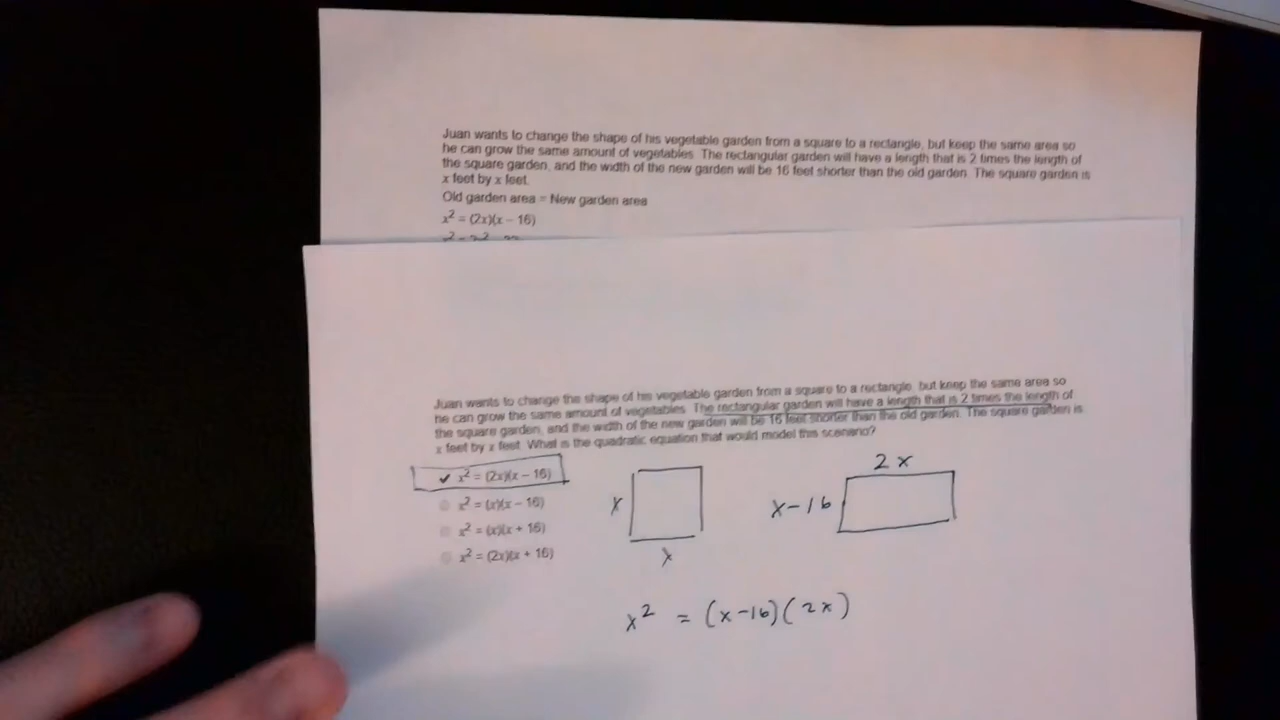 Juan wants to change the shape of his vegetable garden from a square to a rectangle, but keep the same area so
he can grow the same amount of vegetables. The rectangular garden will have a length that is 2 times the length of
the square garden, and the width of the new garden will be 16 feet shorter than the old garden. The square garden is
x feet by x feet.
Old garden area = New garden area
x² = (2x)(x − 16)
Juan wants to change the shape of his vegetable garden from a square to a rectangle, but keep the same area so
he can grow the same amount of vegetables. The rectangular garden will have a length that is 2 times the length of
the square garden, and the width of the new garden will be 16 feet shorter than the old garden. The square garden is
x feet by x feet. What is the quadratic equation that would model this scenario?
✓ x² = (2x)(x − 16)
x² = (x)(x − 16)
x² = (x)(x + 16)
x² = (2x)(x + 16)
x
x
2x
x-16
x² = (x-16)(2x)